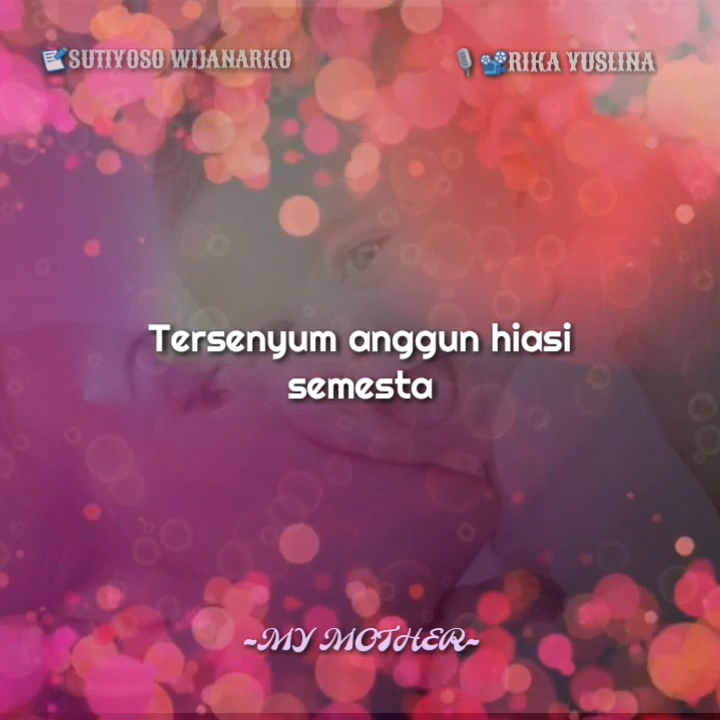 📝SUTIYOSO WIJANARKO
🎙️📽️RIKA YUSLINA
Tersenyum anggun hiasi
semesta
~MY MOTHER~